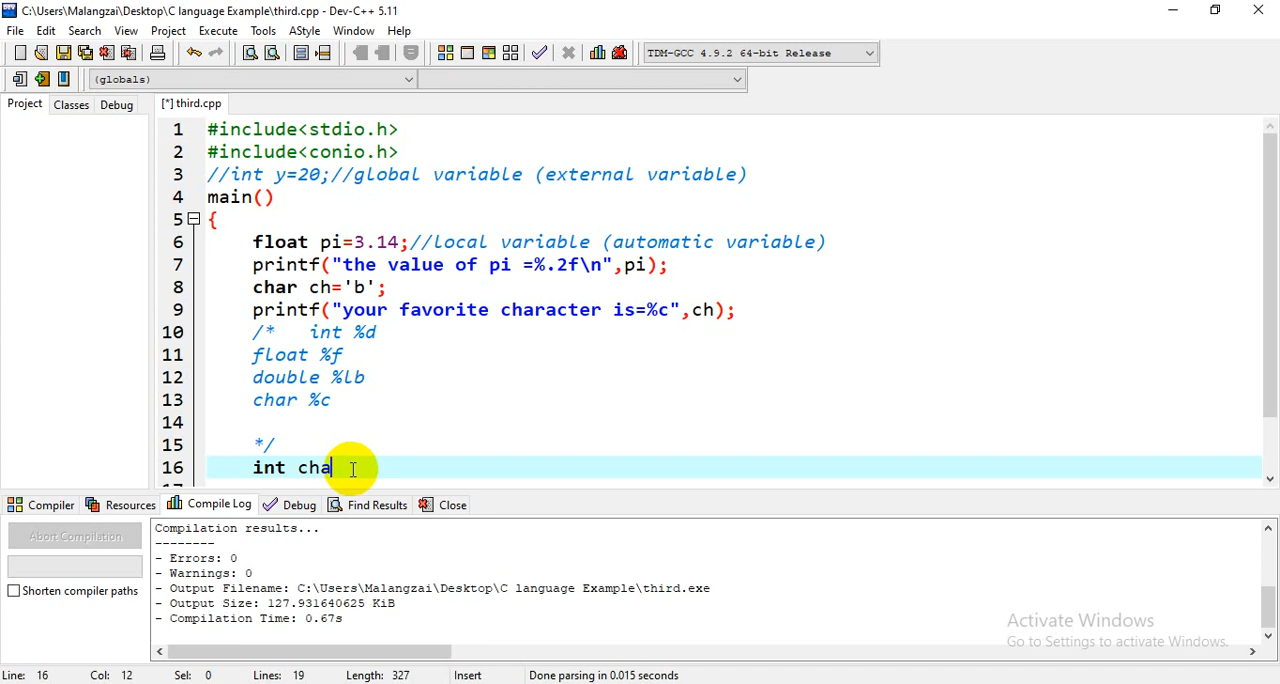 C:\Users\Malangzai\Desktop\C language Example\third.cpp - Dev-C++ 5.11
File Edit Search View Project Execute Tools AStyle Window Help
TDM-GCC 4.9.2 64-bit Release
(globals)
Project Classes Debug [*] third.cpp
1 #include<stdio.h>
2 #include<conio.h>
3 //int y=20;//global variable (external variable)
4 main()
5 {
6 float pi=3.14;//local variable (automatic variable)
7 printf("the value of pi =%.2f\n",pi);
8 char ch='b';
9 printf("your favorite character is=%c",ch);
10 /* int %d
11 float %f
12 double %lb
13 char %c
14
15 */
16 int cha
Compiler Resources Compile Log Debug Find Results Close
Abort Compilation
Shorten compiler paths
Compilation results...
--------
- Errors: 0
- Warnings: 0
- Output Filename: C:\Users\Malangzai\Desktop\C language Example\third.exe
- Output Size: 127.931640625 KiB
- Compilation Time: 0.67s
Activate Windows
Go to Settings to activate Windows.
Line: 16 Col: 12 Sel: 0 Lines: 19 Length: 327 Insert Done parsing in 0.015 seconds